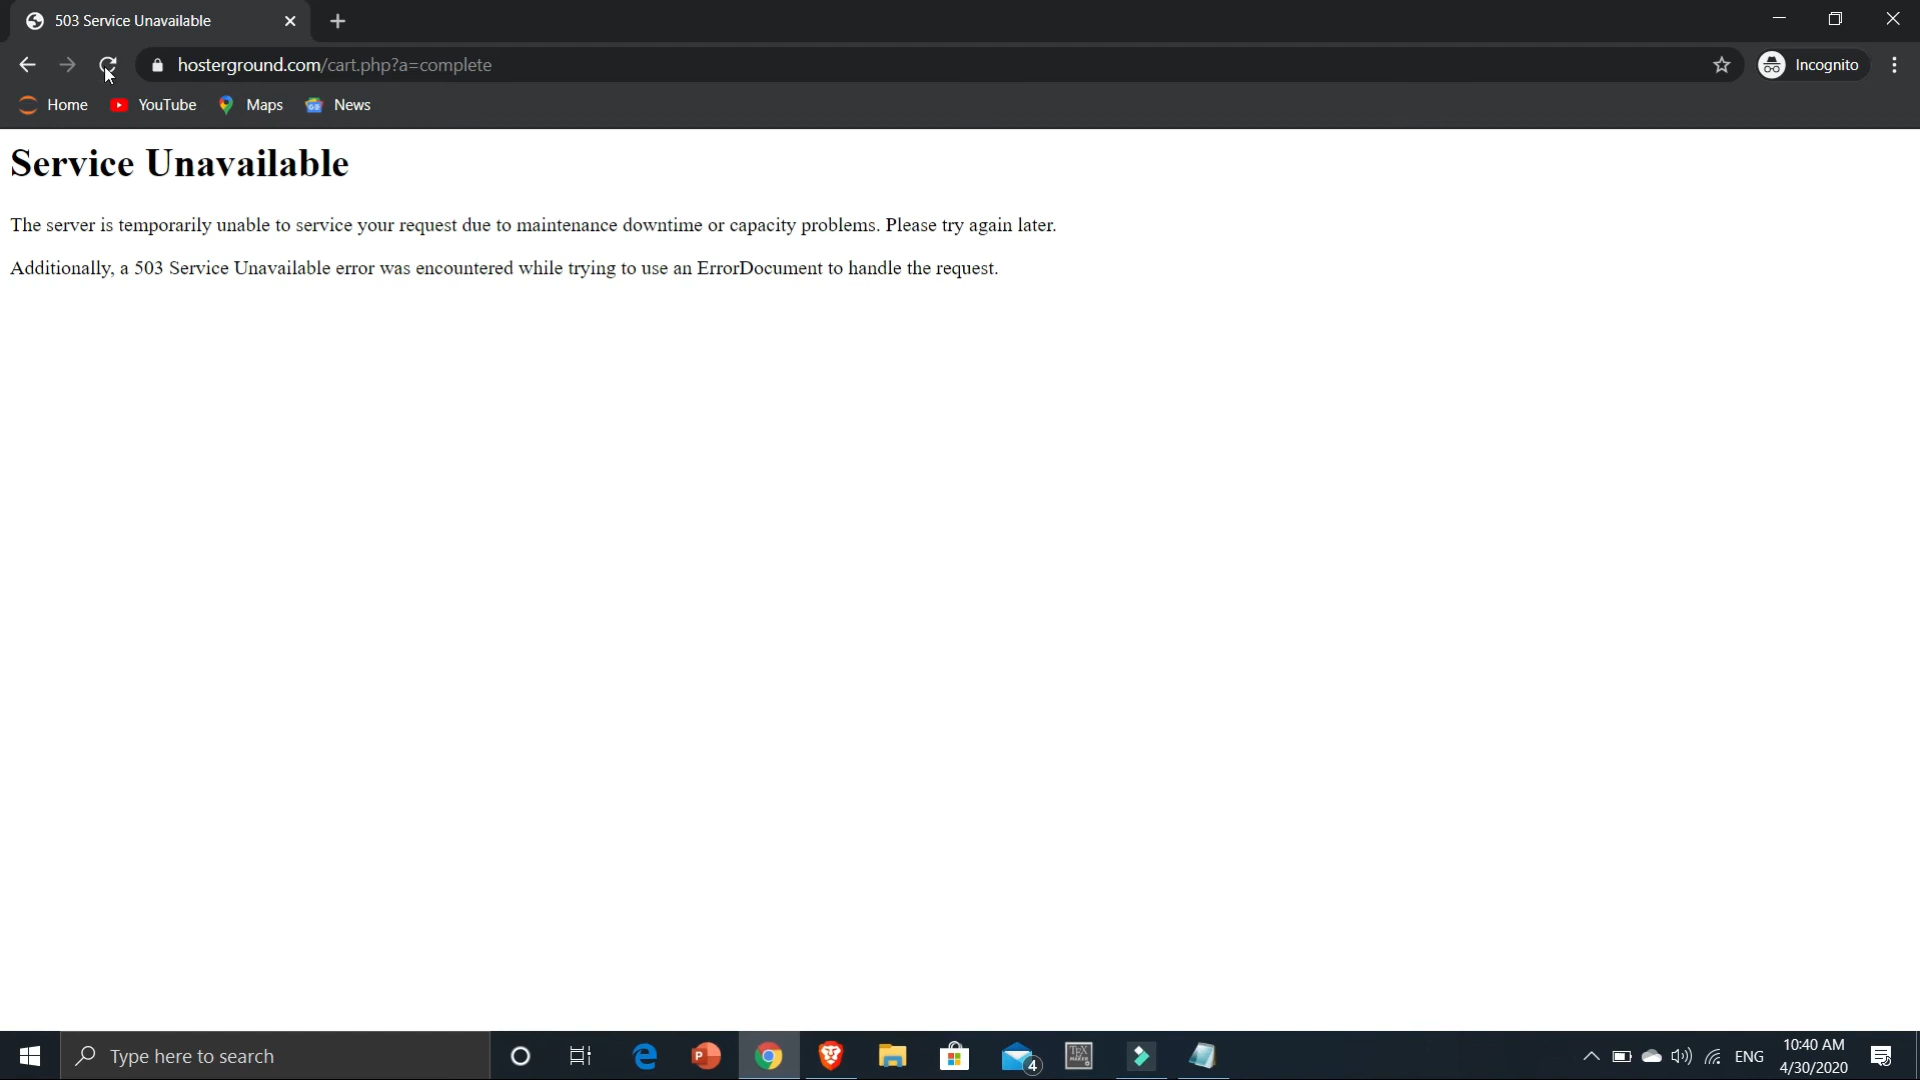 503 Service Unavailable
hosterground.com/cart.php?a=complete
Incognito
Home YouTube Maps News
Service Unavailable
The server is temporarily unable to service your request due to maintenance downtime or capacity problems. Please try again later.
Additionally, a 503 Service Unavailable error was encountered while trying to use an ErrorDocument to handle the request.
Type here to search
4
ENG
10:40 AM
4/30/2020